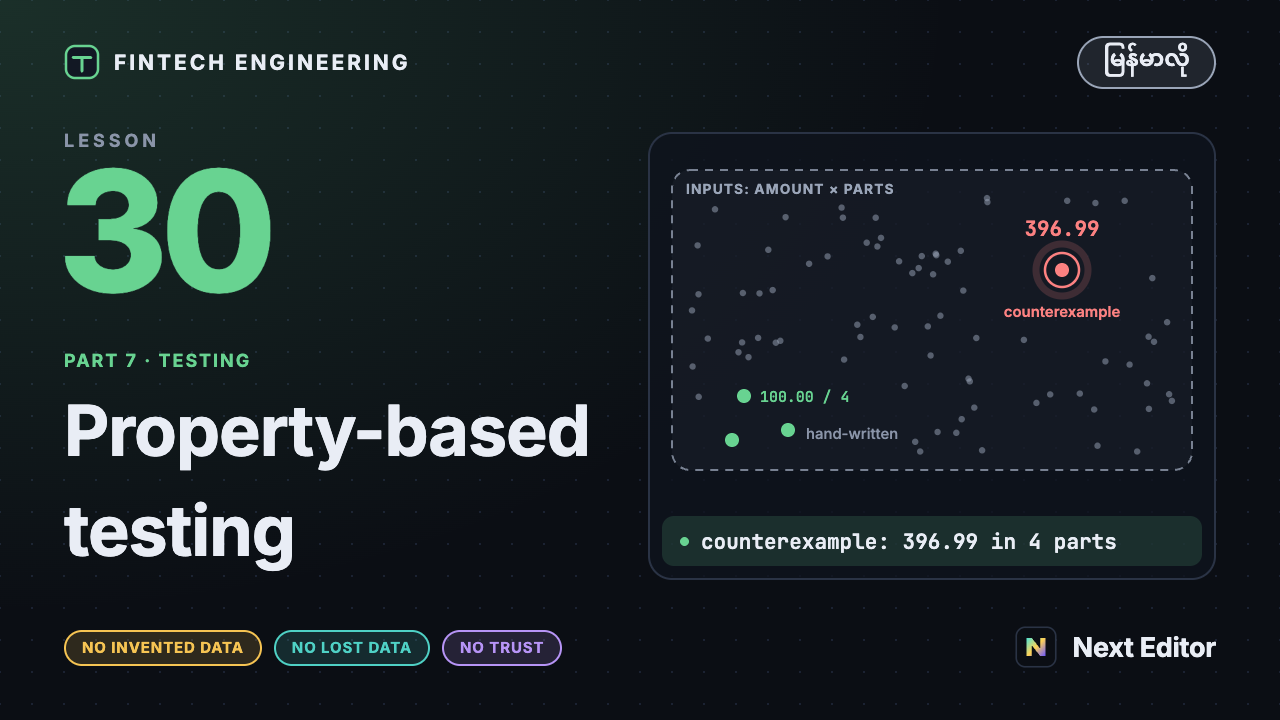 FINTECH ENGINEERING
မြန်မာလို
LESSON
30
PART 7 · TESTING
Property-based
testing
INPUTS: AMOUNT × PARTS
396.99
counterexample
100.00 / 4
hand-written
counterexample: 396.99 in 4 parts
NO INVENTED DATA
NO LOST DATA
NO TRUST
N
Next Editor